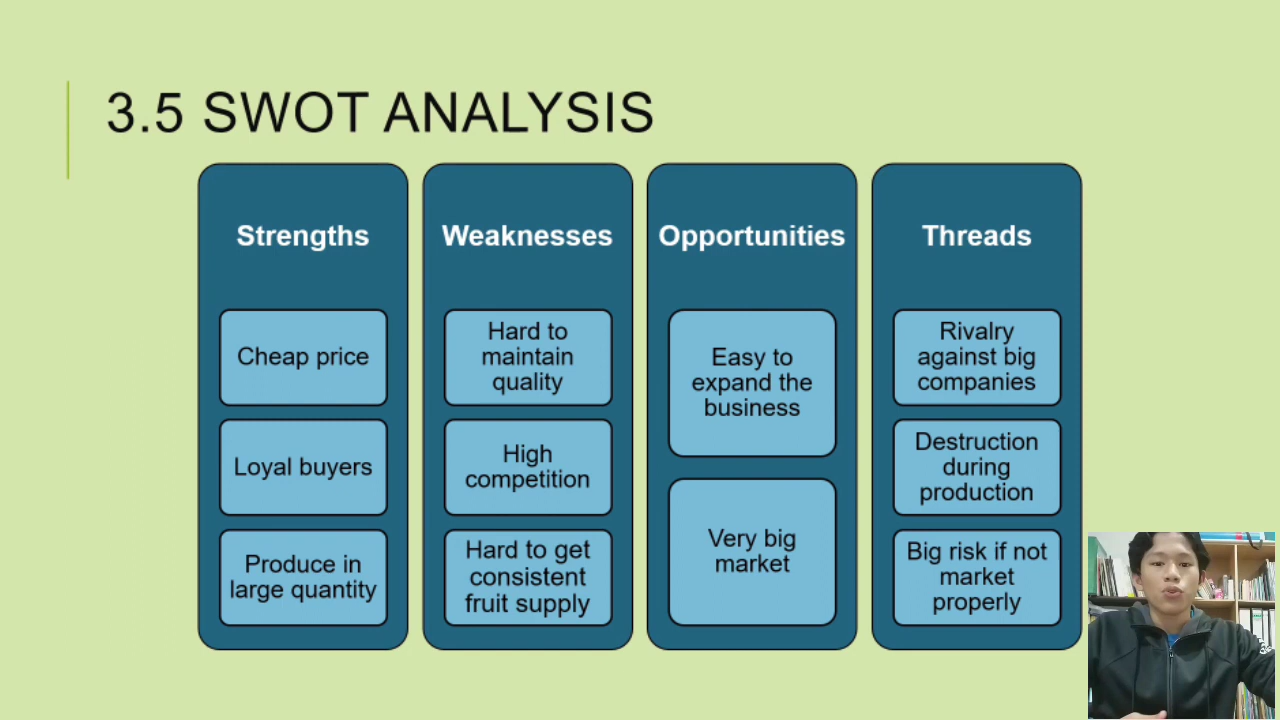 3.5 SWOT ANALYSIS
Strengths
Cheap price
Loyal buyers
Produce in
large quantity
Weaknesses
Hard to
maintain
quality
High
competition
Hard to get
consistent
fruit supply
Opportunities
Easy to
expand the
business
Very big
market
Threads
Rivalry
against big
companies
Destruction
during
production
Big risk if not
market
properly